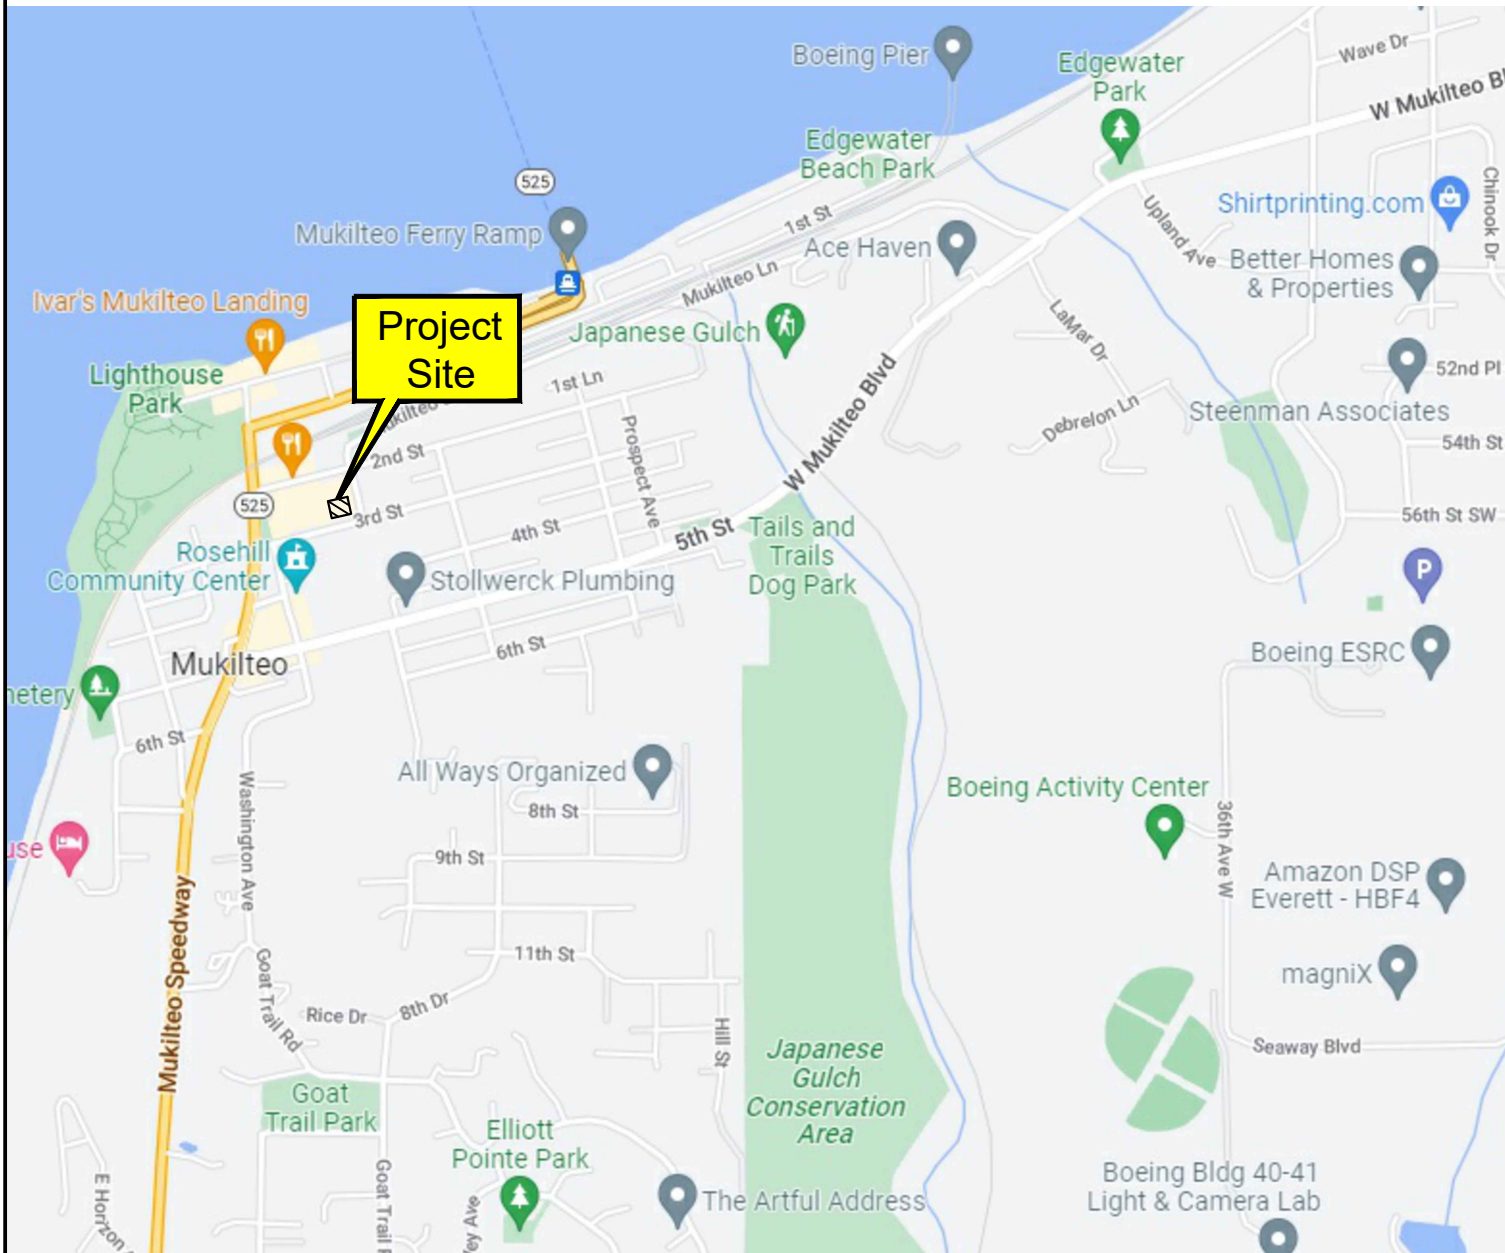 Boeing Pier
Edgewater
Park
Wave Dr
W Mukilteo Bl
Edgewater
Beach Park
525
Chinook Dr
Shirtprinting.com
Upland Ave
Mukilteo Ferry Ramp
1st St
Ace Haven
Better Homes
& Properties
Mukilteo Ln
Ivar's Mukilteo Landing
Project
Site
Japanese Gulch
LaMar Dr
Lighthouse
Park
1st Ln
52nd Pl
Steenman Associates
Debrelon Ln
W Mukilteo Blvd
Prospect Ave
54th St
2nd St
525
3rd St
56th St SW
4th St
5th St
Tails and
Trails
Dog Park
Rosehill
Community Center
Stollwerck Plumbing
P
6th St
Mukilteo
Boeing ESRC
netery
6th St
All Ways Organized
8th St
Boeing Activity Center
Washington Ave
36th Ave W
use
9th St
Amazon DSP
Everett - HBF4
Mukilteo Speedway
11th St
magniX
Goat Trail Rd
Rice Dr
8th Dr
Hill St
Seaway Blvd
Japanese
Gulch
Conservation
Area
Goat
Trail Park
Elliott
Pointe Park
Goat Trail R
E Horizon
ey Ave
The Artful Address
Boeing Bldg 40-41
Light & Camera Lab